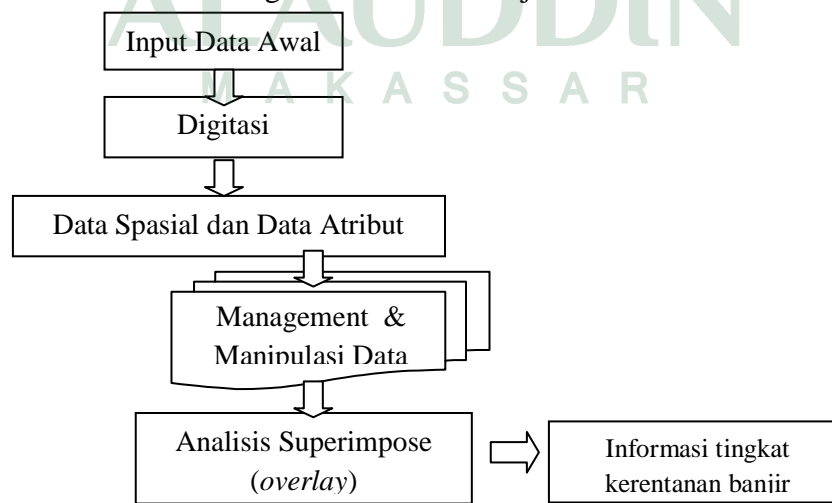 ALAUDDIN
Input Data Awal
MAKASSAR
Digitasi
Data Spasial dan Data Atribut
Management &
Manipulasi Data
Analisis Superimpose
(overlay)
Informasi tingkat
kerentanan banjir